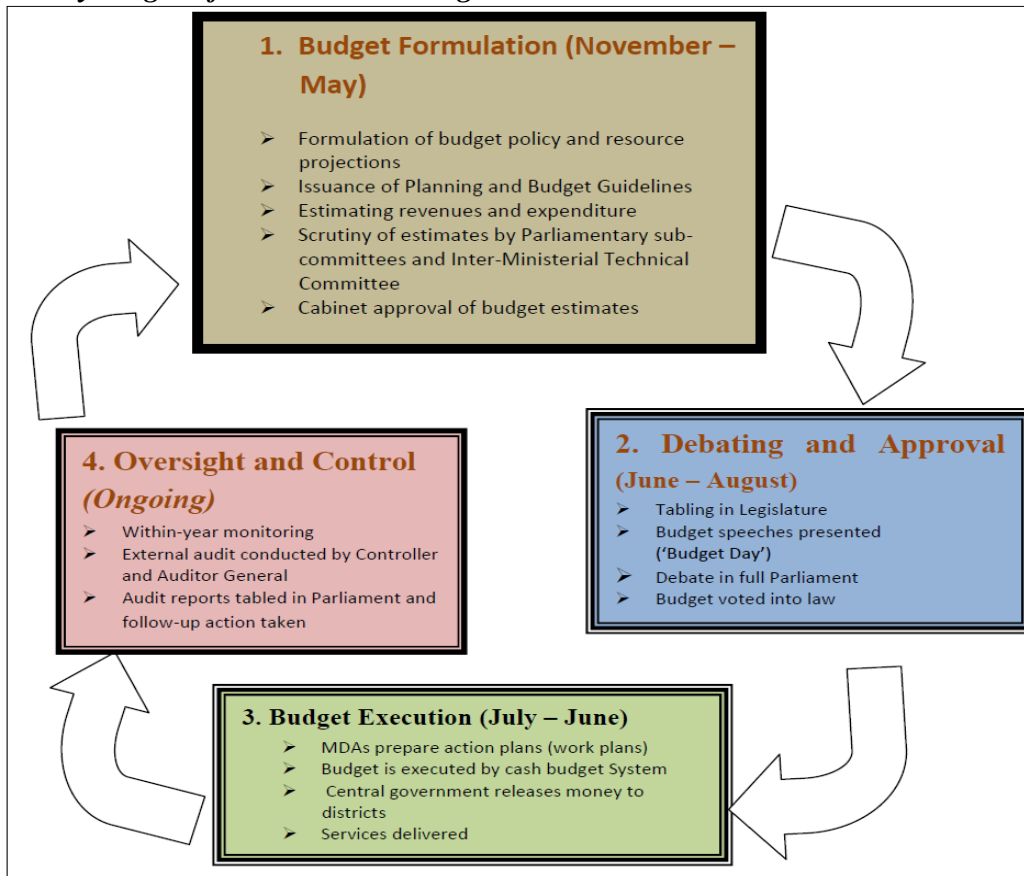 1. Budget Formulation (November –
May)
➢ Formulation of budget policy and resource
projections
➢ Issuance of Planning and Budget Guidelines
➢ Estimating revenues and expenditure
➢ Scrutiny of estimates by Parliamentary sub-
committees and Inter-Ministerial Technical
Committee
➢ Cabinet approval of budget estimates
2. Debating and Approval
(June – August)
➢ Tabling in Legislature
➢ Budget speeches presented
('Budget Day')
➢ Debate in full Parliament
➢ Budget voted into law
3. Budget Execution (July – June)
➢ MDAs prepare action plans (work plans)
➢ Budget is executed by cash budget System
➢ Central government releases money to
districts
➢ Services delivered
4. Oversight and Control
(Ongoing)
➢ Within-year monitoring
➢ External audit conducted by Controller
and Auditor General
➢ Audit reports tabled in Parliament and
follow-up action taken